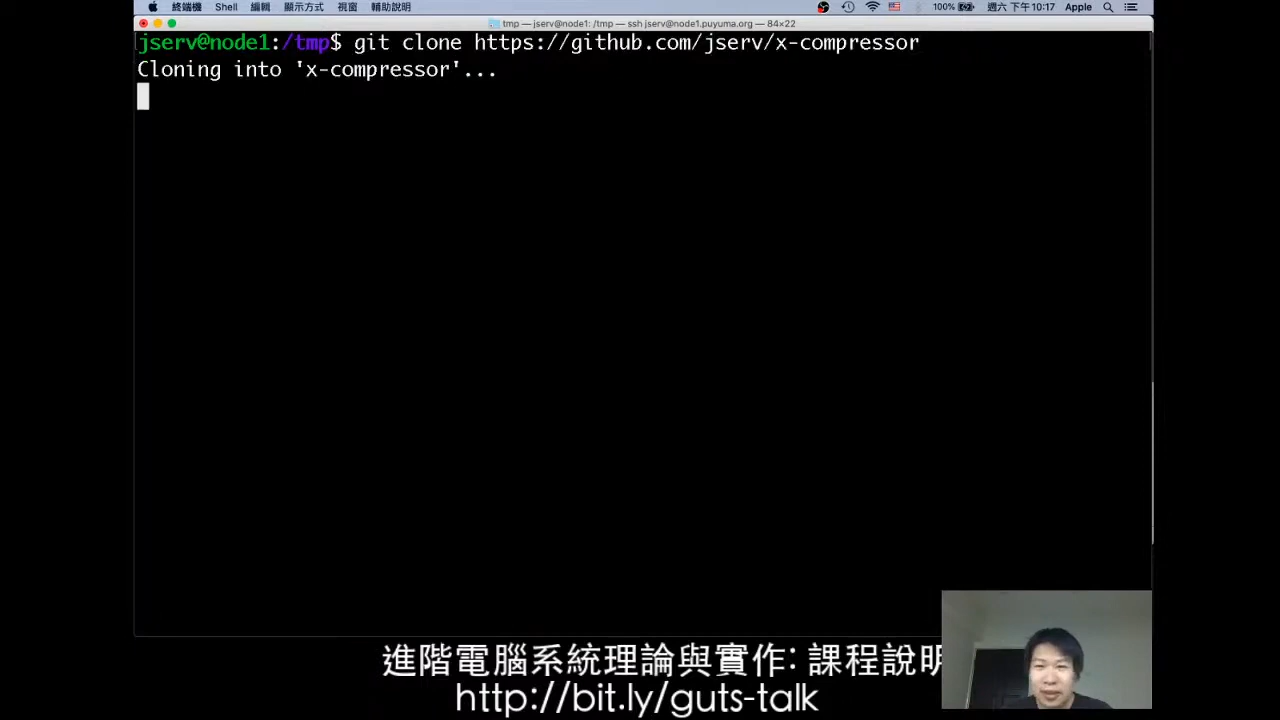 終端機 Shell 編輯 顯示方式 視窗 輔助說明 100% 週六 下午10:17 Apple
tmp — jserv@node1: /tmp — ssh jserv@node1.puyuma.org — 84×22
jserv@node1:/tmp$ git clone https://github.com/jserv/x-compressor
Cloning into 'x-compressor'...
進階電腦系統理論與實作: 課程說明
http://bit.ly/guts-talk